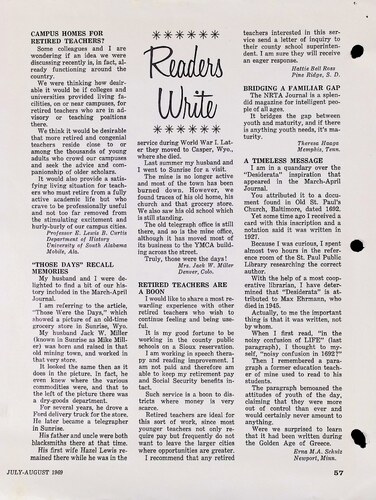 CAMPUS HOMES FOR
RETIRED TEACHERS?
Some colleagues and I are
wondering if an idea we were
discussing recently is, in fact, al-
ready functioning around the
country.
We were thinking how desir-
able it would be if colleges and
universities provided living facili-
ties, on or near campuses, for
retired teachers who are in ad-
visory or teaching positions
there.
We think it would be desirable
that more retired and congenial
teachers reside close to or
among the thousands of young
adults who crowd our campuses
and seek the advice and com-
panionship of older scholars.
It would also provide a satis-
fying living situation for teach-
ers who must retire from a fully
active academic life but who
crave to be professionally useful
and not too far removed from
the stimulating excitement and
hurly-burly of our campus cities.
Professor E. Lewis B. Curtis
Department of History
University of South Alabama
Mobile, Ala.
"THOSE DAYS" RECALL
MEMORIES
My husband and I were de-
lighted to find a bit of our his-
tory included in the March-April
Journal.
I am referring to the article,
"Those Were the Days," which
showed a picture of an old-time
grocery store in Sunrise, Wyo.
My husband Jack W. Miller
(known in Sunrise as Mike Mill-
er) was born and raised in that
old mining town, and worked in
that very store.
It looked the same then as it
does in the picture. In fact, he
even knew where the various
commodities were, and that to
the left of the picture there was
a dry-goods department.
For several years, he drove a
Ford delivery truck for the store.
He later became a telegrapher
in Sunrise.
His father and uncle were both
blacksmiths there at that time.
His first wife Hazel Lewis re-
mained there while he was in the
Readers
Write
service during World War I. Lat-
er they moved to Casper, Wyo.,
where she died.
Last summer my husband and
I went to Sunrise for a visit.
The mine is no longer active
and most of the town has been
burned down. However, we
found traces of his old home, his
church and that grocery store.
We also saw his old school which
is still standing.
The old telegraph office is still
there, and so is the mine office,
although it has moved most of
its business to the YMCA build-
ing across the street.
Truly, those were the days!
Mrs. Jack W. Miller
Denver, Colo.
RETIRED TEACHERS ARE
A BOON
I would like to share a most re-
warding experience with other
retired teachers who wish to
continue feeling and being use-
ful.
It is my good fortune to be
working in the county public
schools on a Sioux reservation.
I am working in speech thera-
py and reading improvement. I
am not paid and therefore am
able to keep my retirement pay
and Social Security benefits in-
tact.
Such service is a boon to dis-
tricts where money is very
scarce.
Retired teachers are ideal for
this sort of work, since most
younger teachers not only re-
quire pay but frequently do not
want to leave the larger cities
where opportunities are greater.
I recommend that any retired
teachers interested in this
service send a letter of inquiry to
their county school superintend-
ent. I am sure they will receive
an eager response.
Hattie Bell Ross
Pine Ridge, S. D.
BRIDGING A FAMILIAR GAP
The NRTA Journal is a splen-
did magazine for intelligent peo-
ple of all ages.
It bridges the gap between
youth and maturity, and if there
is anything youth needs, it's ma-
turity.
Theresa Haupt
Memphis, Tenn.
A TIMELESS MESSAGE
I am in a quandary over the
"Desiderata" inspiration that
appeared in the March-April
Journal.
You attributed it to a docu-
ment found in Old St. Paul's
Church, Baltimore, dated 1692.
Yet some time ago I received a
card with this inscription and a
notation said it was written in
1927.
Because I was curious, I spent
almost two hours in the refer-
ence room of the St. Paul Public
Library researching the correct
author.
With the help of a most coop-
erative librarian, I have deter-
mined that "Desiderata" is at-
tributed to Max Ehrmann, who
died in 1945.
Actually, to me the important
thing is that it was written, not
by whom.
When I first read, "in the
noisy confusion of LIFE" (last
paragraph), I thought to my-
self, "noisy confusion in 1692?"
Then I remembered a para-
graph a former education teach-
er of mine used to read to his
students.
The paragraph bemoaned the
attitudes of youth of the day,
claiming that they were more
out of control than ever and
would certainly never amount to
anything.
We were surprised to learn
that it had been written during
the Golden Age of Greece.
Erna M.A. Schulz
Newport, Minn.
JULY-AUGUST 1969
57